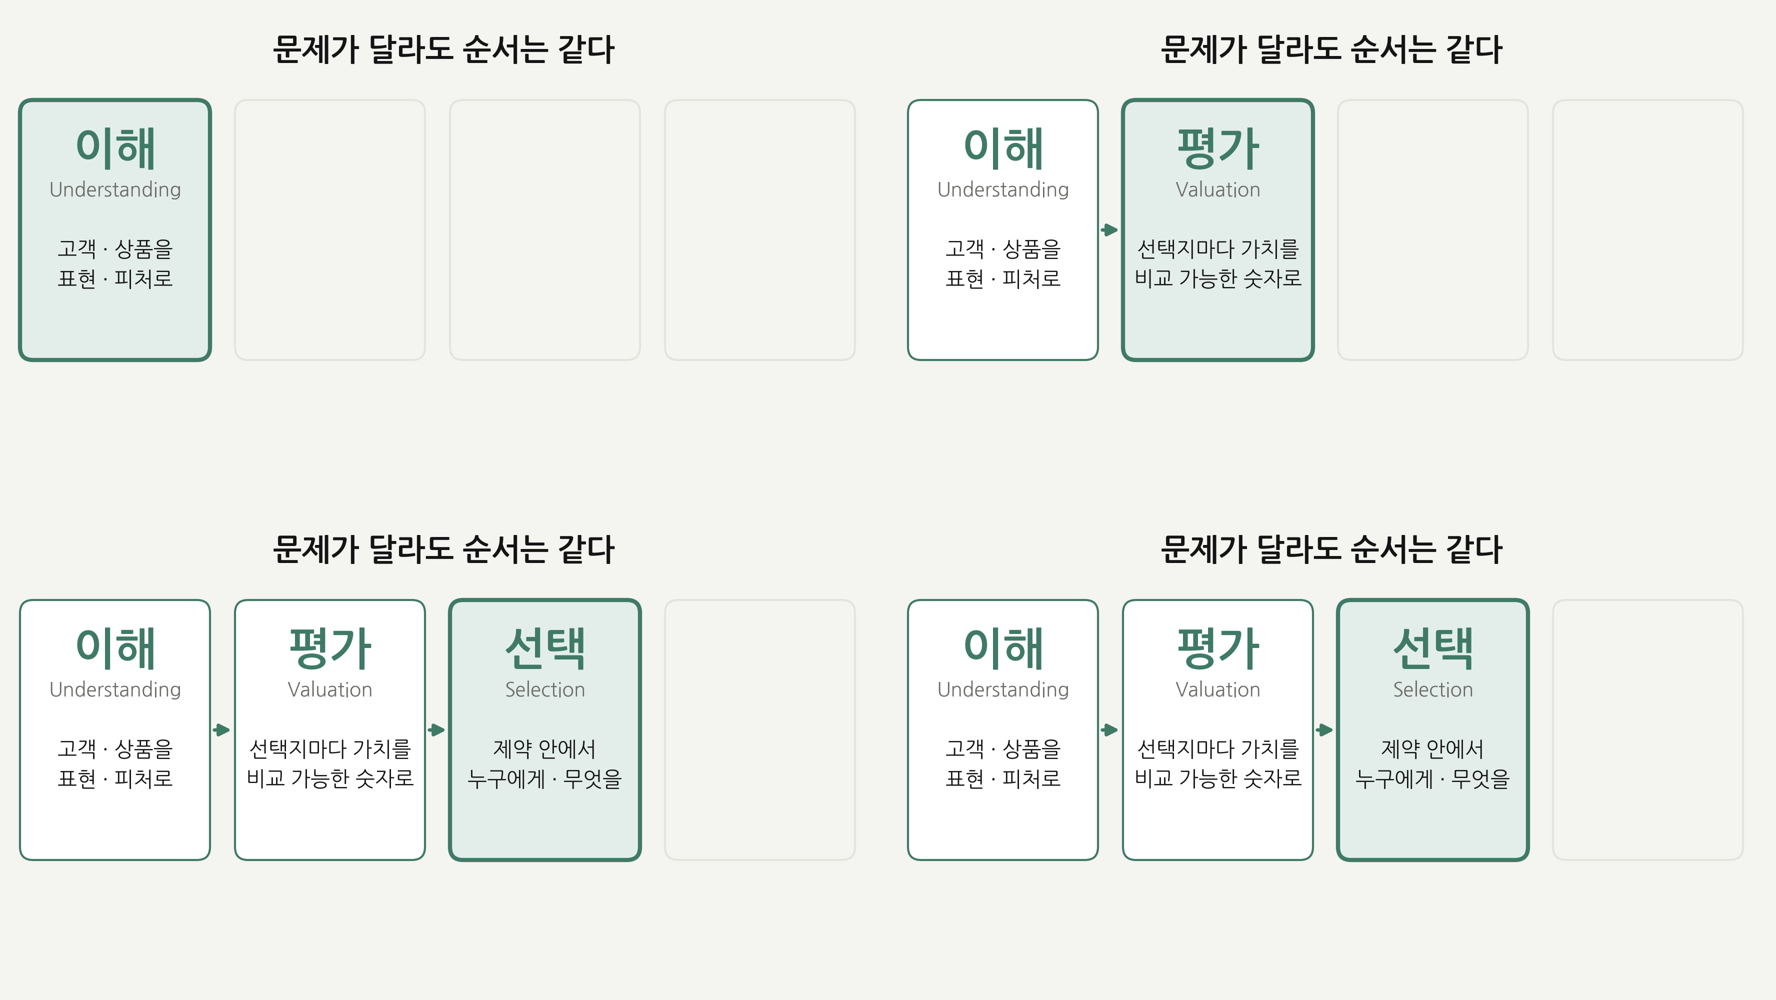 문제가 달라도 순서는 같다
이해
Understanding
고객 · 상품을
표현 · 피처로
문제가 달라도 순서는 같다
이해
Understanding
고객 · 상품을
표현 · 피처로
평가
Valuation
선택지마다 가치를
비교 가능한 숫자로
문제가 달라도 순서는 같다
이해
Understanding
고객 · 상품을
표현 · 피처로
평가
Valuation
선택지마다 가치를
비교 가능한 숫자로
선택
Selection
제약 안에서
누구에게 · 무엇을
문제가 달라도 순서는 같다
이해
Understanding
고객 · 상품을
표현 · 피처로
평가
Valuation
선택지마다 가치를
비교 가능한 숫자로
선택
Selection
제약 안에서
누구에게 · 무엇을